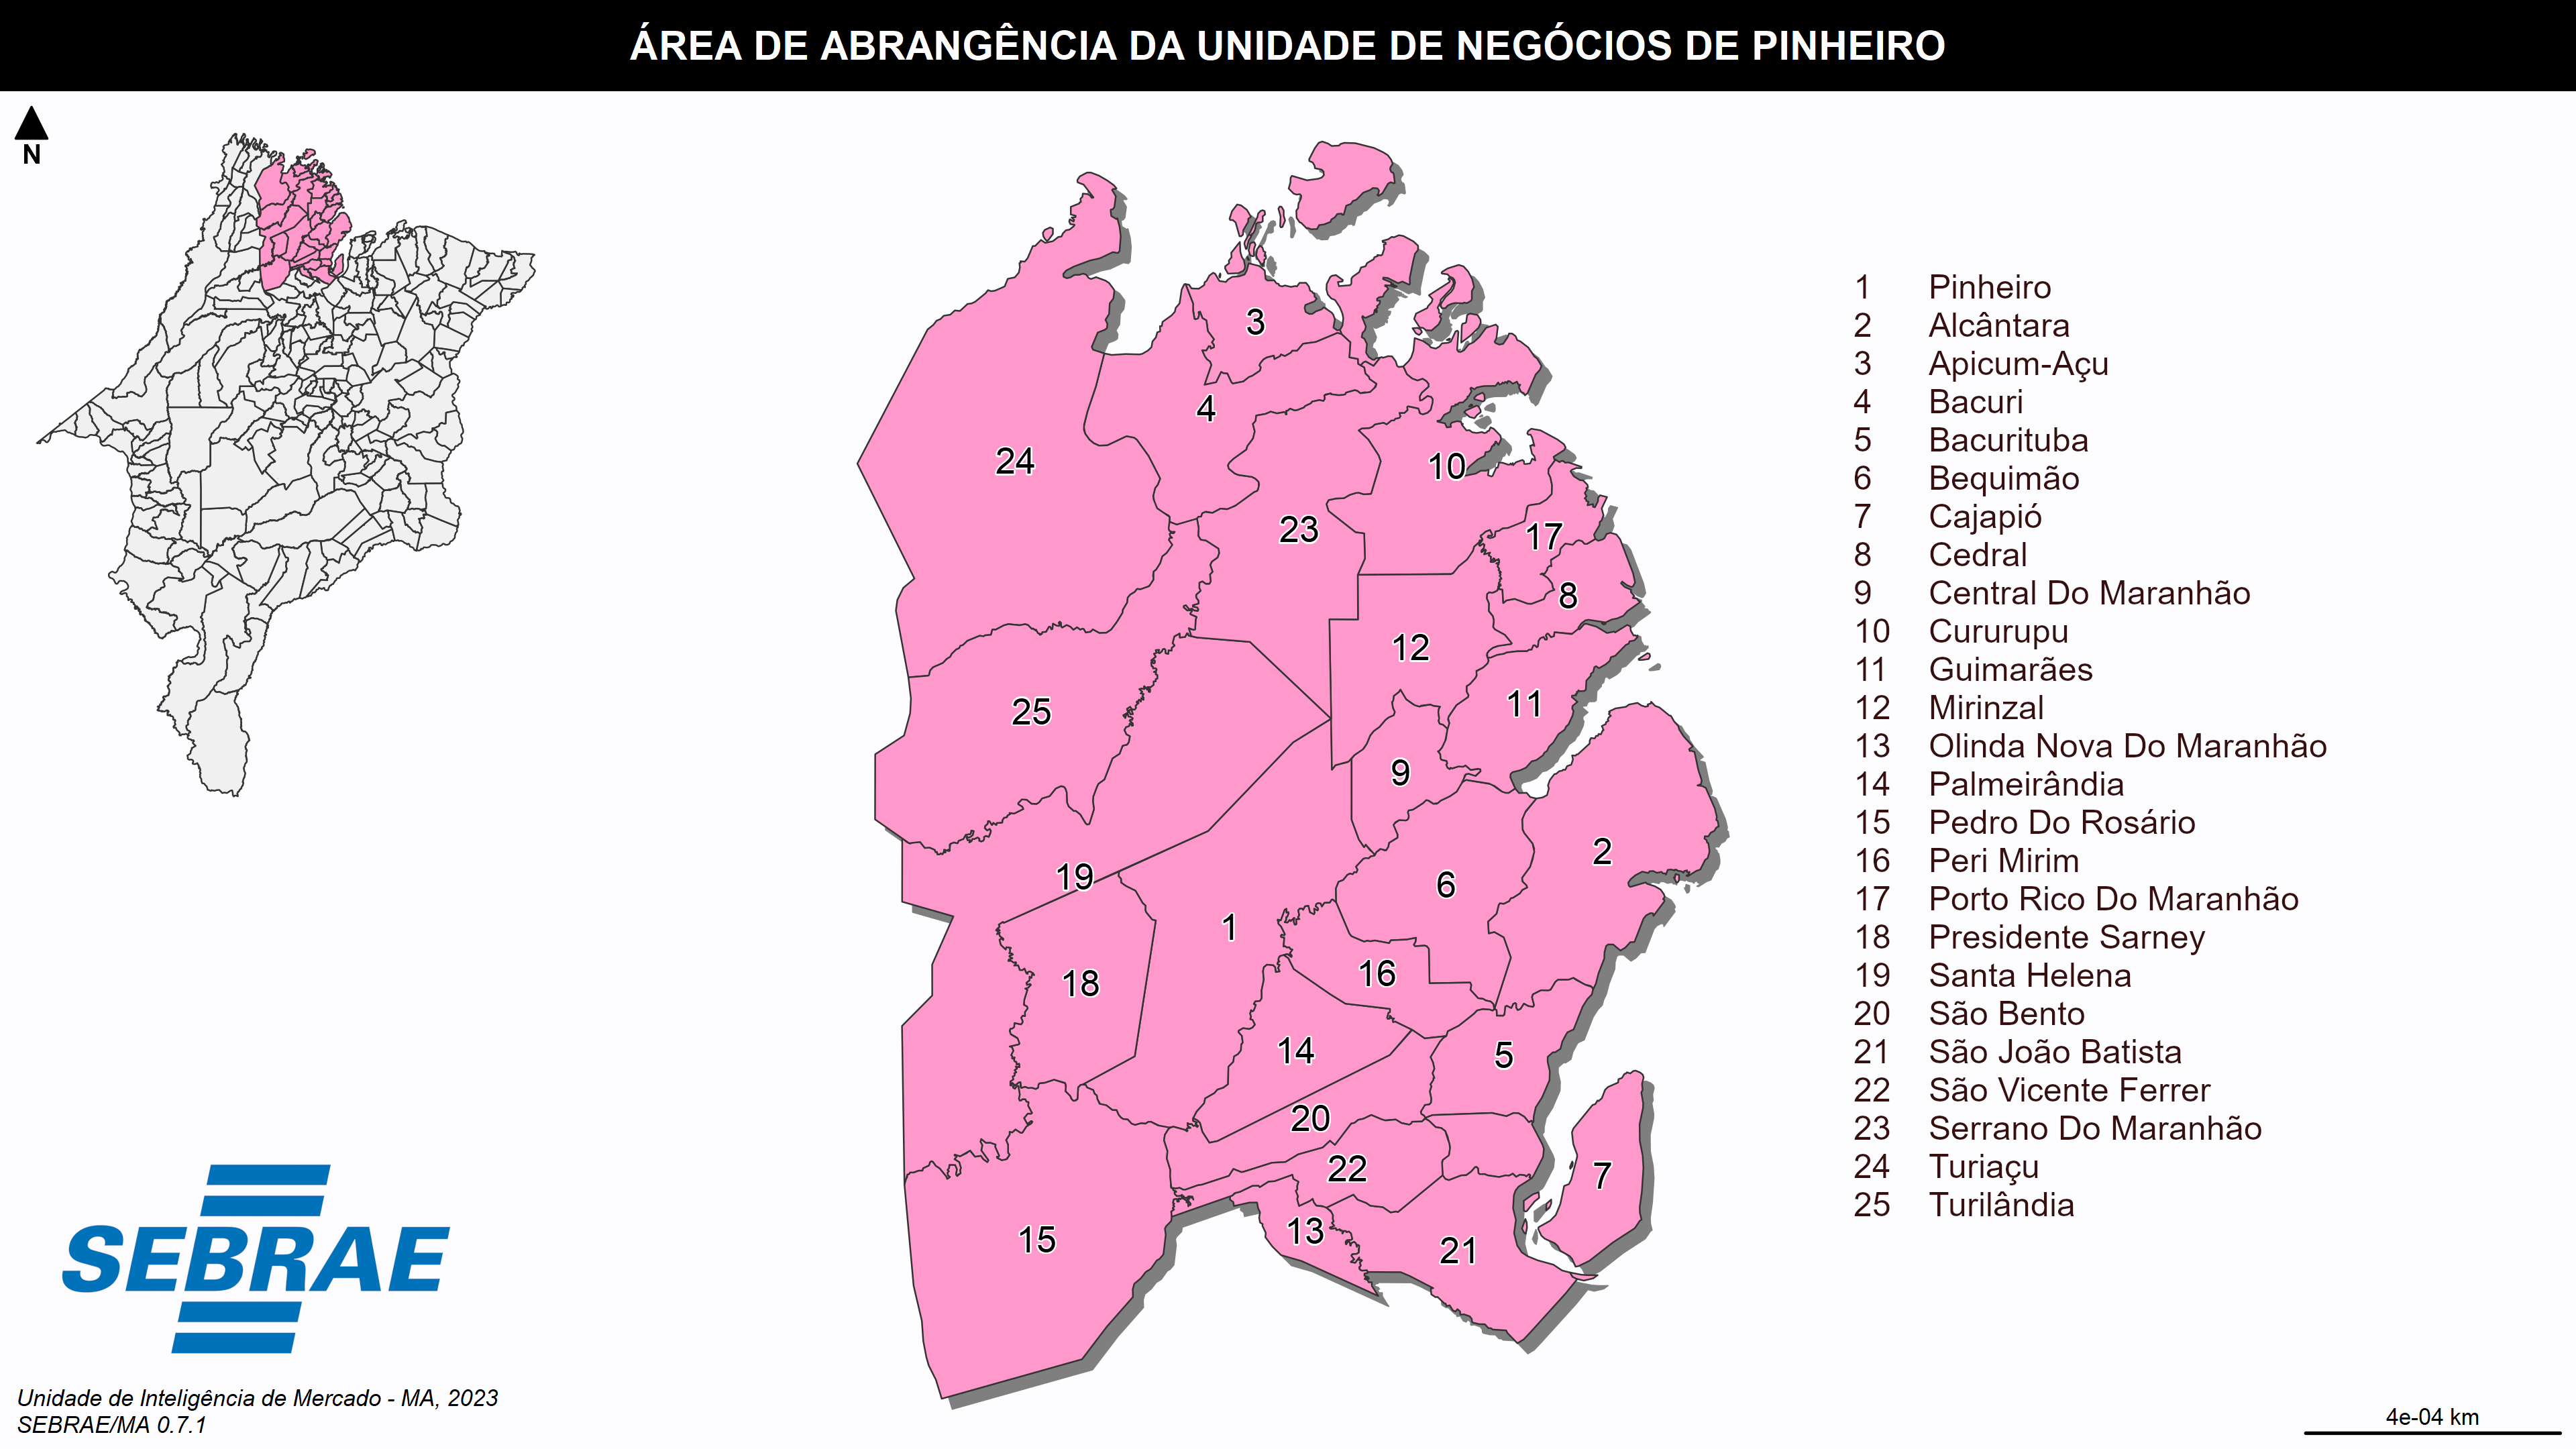 ÁREA DE ABRANGÊNCIA DA UNIDADE DE NEGÓCIOS DE PINHEIRO
N
3
4
24
10
23
17
8
12
25
11
9
2
19
6
1
16
18
14
5
20
22
7
13
15
21
1 Pinheiro
2 Alcântara
3 Apicum-Açu
4 Bacuri
5 Bacurituba
6 Bequimão
7 Cajapió
8 Cedral
9 Central Do Maranhão
10 Cururupu
11 Guimarães
12 Mirinzal
13 Olinda Nova Do Maranhão
14 Palmeirândia
15 Pedro Do Rosário
16 Peri Mirim
17 Porto Rico Do Maranhão
18 Presidente Sarney
19 Santa Helena
20 São Bento
21 São João Batista
22 São Vicente Ferrer
23 Serrano Do Maranhão
24 Turiaçu
25 Turilândia
SEBRAE
Unidade de Inteligência de Mercado - MA, 2023
SEBRAE/MA 0.7.1
4e-04 km